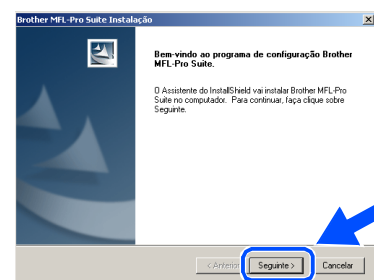 Brother MFL-Pro Suite Instalação
Bem-vindo ao programa de configuração Brother
MFL-Pro Suite.
O Assistente do InstallShield vai instalar Brother MFL-Pro
Suite no computador. Para continuar, faça clique sobre
Seguinte.
< Anterior Seguinte > Cancelar